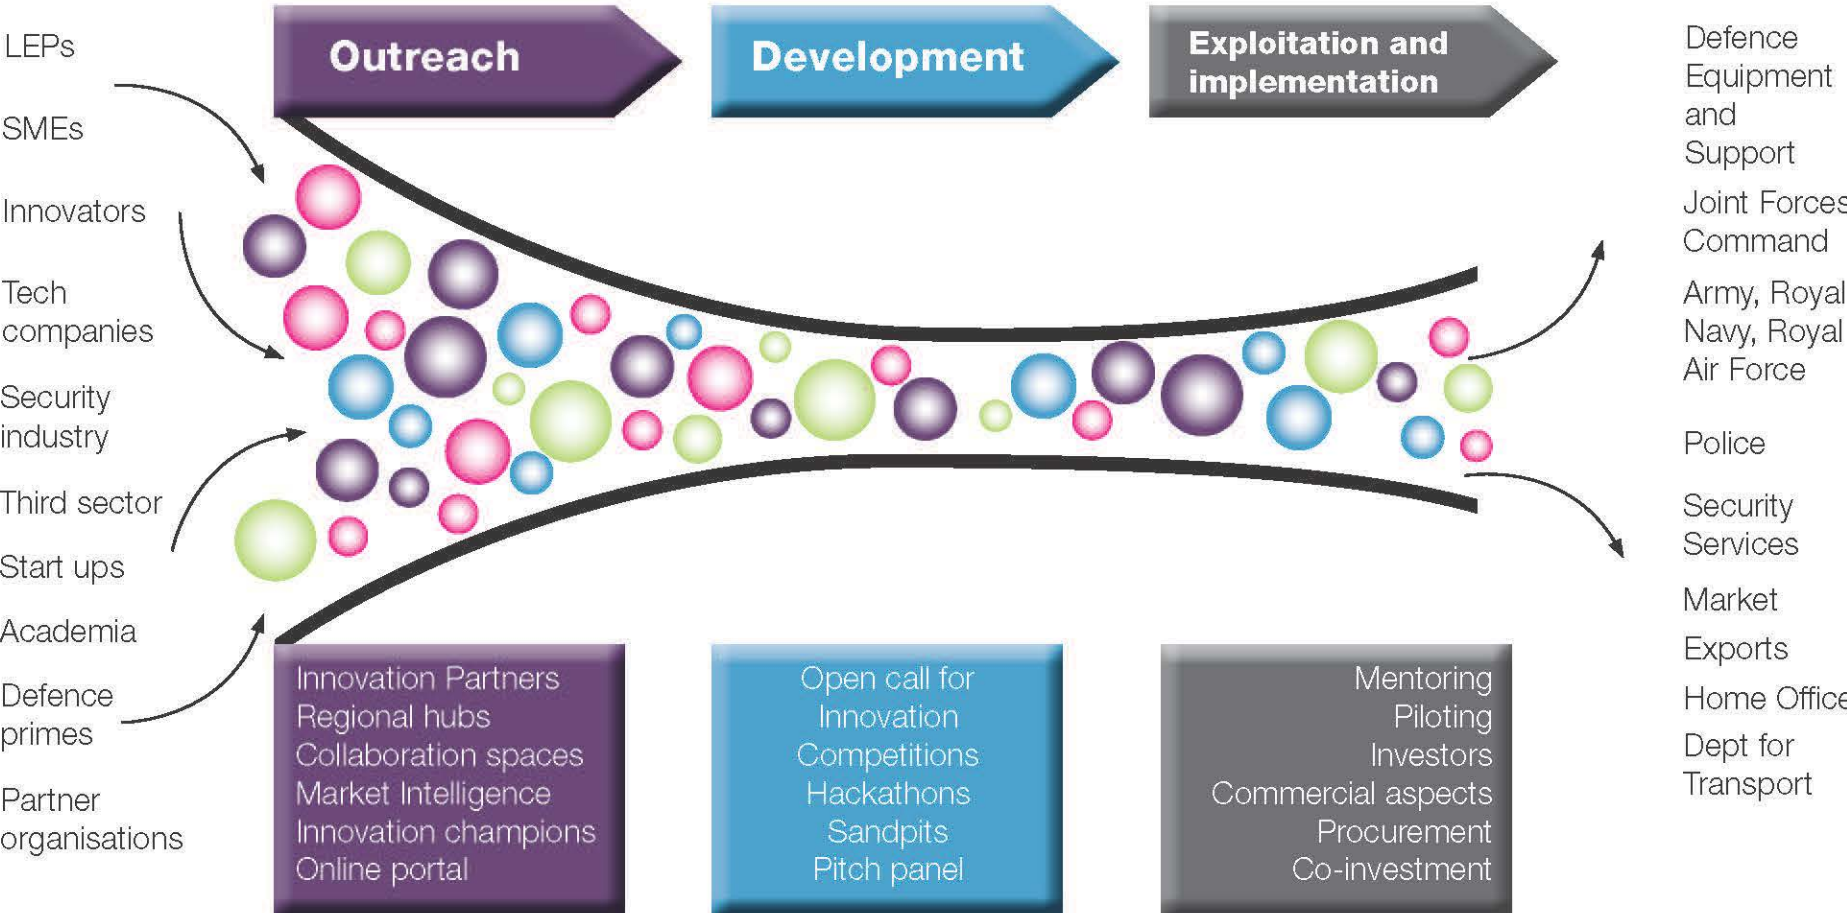 LEPs
SMEs
Innovators
Tech
companies
Security
industry
Third sector
Start ups
Academia
Defence
primes
Partner
organisations
Outreach
Development
Exploitation and
implementation
Innovation Partners
Regional hubs
Collaboration spaces
Market Intelligence
Innovation champions
Online portal
Open call for
Innovation
Competitions
Hackathons
Sandpits
Pitch panel
Mentoring
Piloting
Investors
Commercial aspects
Procurement
Co-investment
Defence
Equipment
and
Support
Joint Forces
Command
Army, Royal
Navy, Royal
Air Force
Police
Security
Services
Market
Exports
Home Office
Dept for
Transport